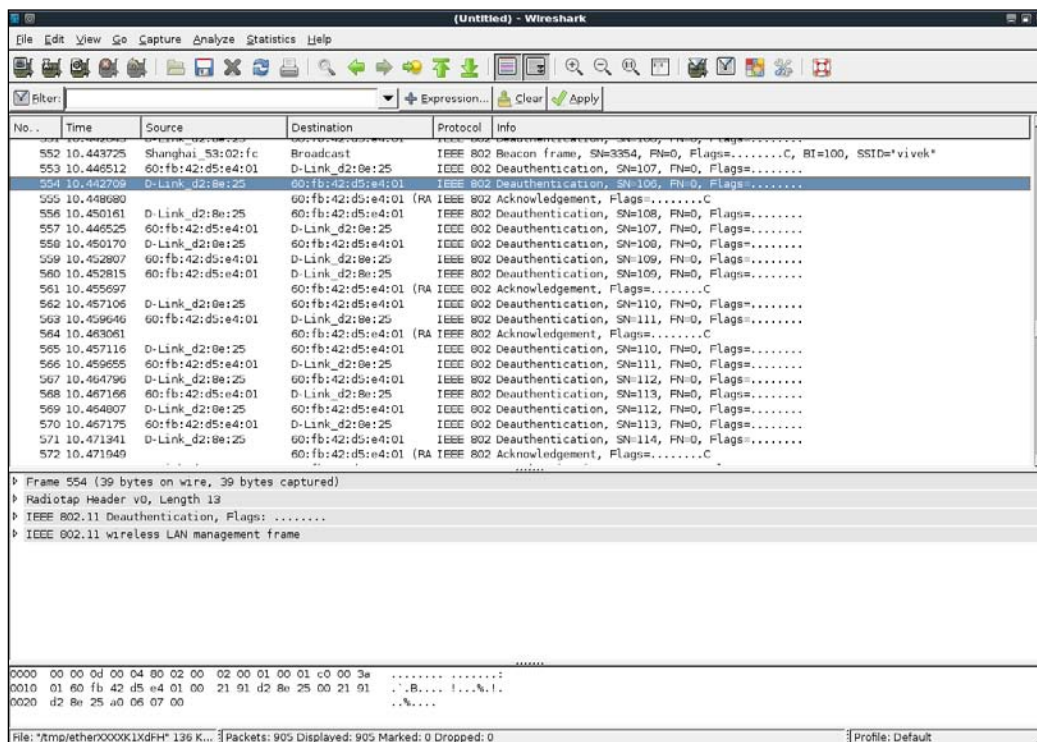 (Untitled) - Wireshark
File Edit View Go Capture Analyze Statistics Help
Filter: Expression... Clear Apply
No. . Time Source Destination Protocol Info
552 10.443725 Shanghai_53:02:fc Broadcast IEEE 802 Beacon frame, SN=3354, FN=0, Flags=........C, BI=100, SSID="vivek"
553 10.446512 60:fb:42:d5:e4:01 D-Link_d2:8e:25 IEEE 802 Deauthentication, SN=107, FN=0, Flags=........
554 10.442709 D-Link_d2:8e:25 60:fb:42:d5:e4:01 IEEE 802 Deauthentication, SN=106, FN=0, Flags=........
555 10.448680 60:fb:42:d5:e4:01 (RA IEEE 802 Acknowledgement, Flags=........C
556 10.450161 D-Link_d2:8e:25 60:fb:42:d5:e4:01 IEEE 802 Deauthentication, SN=108, FN=0, Flags=........
557 10.446525 60:fb:42:d5:e4:01 D-Link_d2:8e:25 IEEE 802 Deauthentication, SN=107, FN=0, Flags=........
558 10.450170 D-Link_d2:8e:25 60:fb:42:d5:e4:01 IEEE 802 Deauthentication, SN=108, FN=0, Flags=........
559 10.452807 60:fb:42:d5:e4:01 D-Link_d2:8e:25 IEEE 802 Deauthentication, SN=109, FN=0, Flags=........
560 10.452815 60:fb:42:d5:e4:01 D-Link_d2:8e:25 IEEE 802 Deauthentication, SN=109, FN=0, Flags=........
561 10.455697 60:fb:42:d5:e4:01 (RA IEEE 802 Acknowledgement, Flags=........C
562 10.457106 D-Link_d2:8e:25 60:fb:42:d5:e4:01 IEEE 802 Deauthentication, SN=110, FN=0, Flags=........
563 10.459646 60:fb:42:d5:e4:01 D-Link_d2:8e:25 IEEE 802 Deauthentication, SN=111, FN=0, Flags=........
564 10.463061 60:fb:42:d5:e4:01 (RA IEEE 802 Acknowledgement, Flags=........C
565 10.457116 D-Link_d2:8e:25 60:fb:42:d5:e4:01 IEEE 802 Deauthentication, SN=110, FN=0, Flags=........
566 10.459655 60:fb:42:d5:e4:01 D-Link_d2:8e:25 IEEE 802 Deauthentication, SN=111, FN=0, Flags=........
567 10.464796 D-Link_d2:8e:25 60:fb:42:d5:e4:01 IEEE 802 Deauthentication, SN=112, FN=0, Flags=........
568 10.467166 60:fb:42:d5:e4:01 D-Link_d2:8e:25 IEEE 802 Deauthentication, SN=113, FN=0, Flags=........
569 10.464807 D-Link_d2:8e:25 60:fb:42:d5:e4:01 IEEE 802 Deauthentication, SN=112, FN=0, Flags=........
570 10.467175 60:fb:42:d5:e4:01 D-Link_d2:8e:25 IEEE 802 Deauthentication, SN=113, FN=0, Flags=........
571 10.471341 D-Link_d2:8e:25 60:fb:42:d5:e4:01 IEEE 802 Deauthentication, SN=114, FN=0, Flags=........
572 10.471949 60:fb:42:d5:e4:01 (RA IEEE 802 Acknowledgement, Flags=........C
Frame 554 (39 bytes on wire, 39 bytes captured)
Radiotap Header v0, Length 13
IEEE 802.11 Deauthentication, Flags: ........
IEEE 802.11 wireless LAN management frame
0000 00 00 0d 00 04 80 02 00 02 00 01 00 01 c0 00 3a ........ .......:
0010 01 60 fb 42 d5 e4 01 00 21 91 d2 8e 25 00 21 91 .`.B.... !...%.!.
0020 d2 8e 25 a0 06 07 00 ..%....
File: "/tmp/etherXXXXK1XdFH" 136 K... Packets: 905 Displayed: 905 Marked: 0 Dropped: 0 Profile: Default